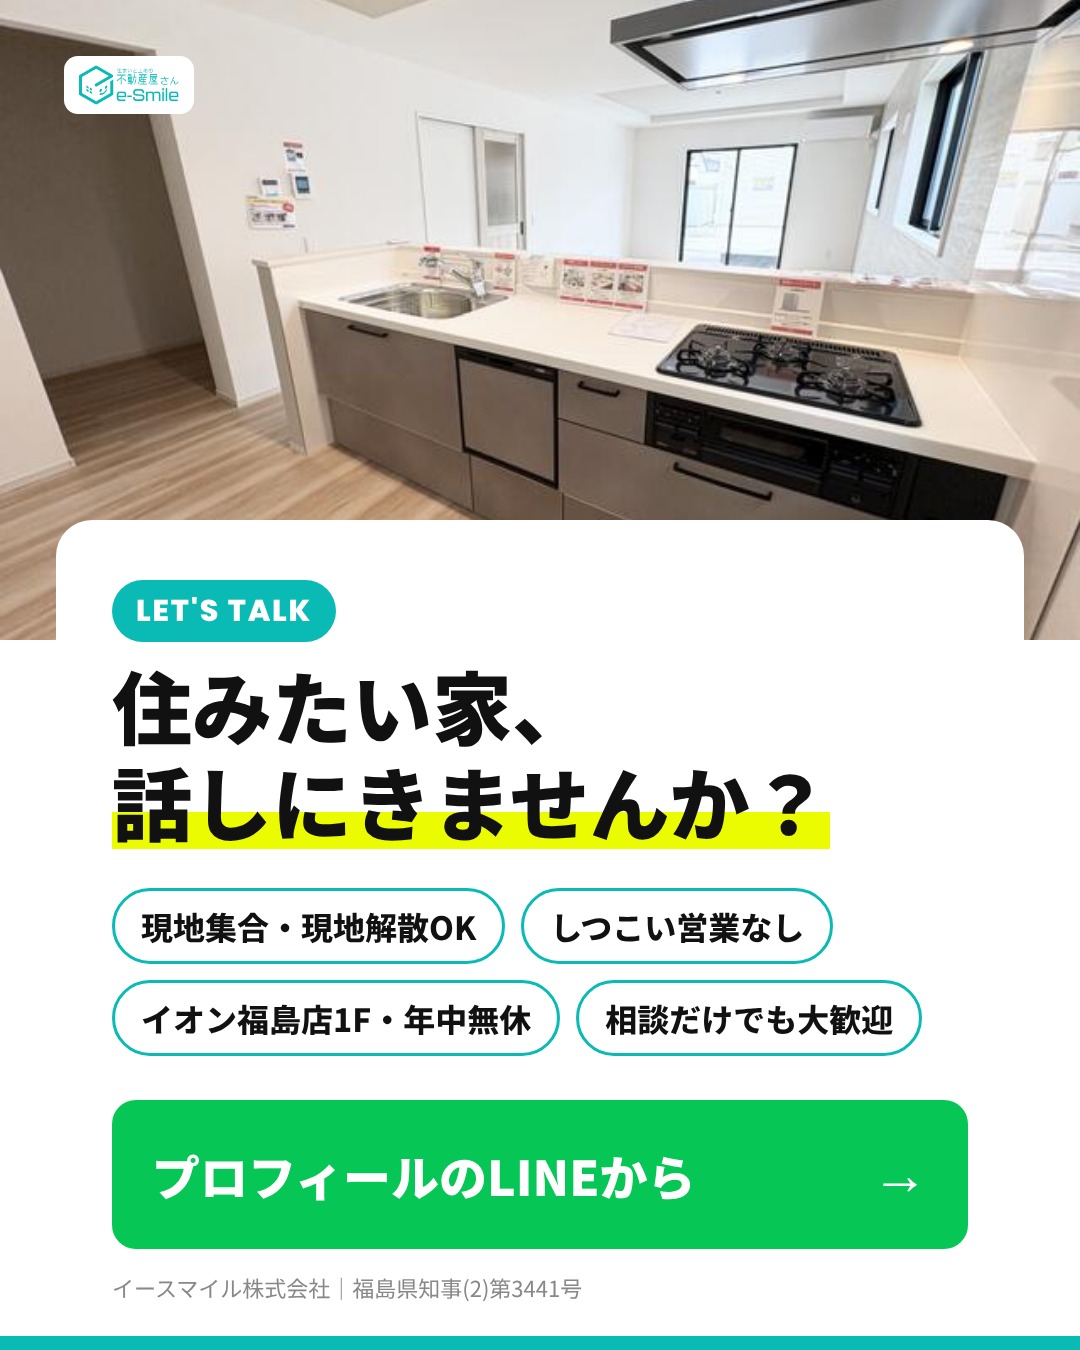 不動産屋さん
e-Smile
LET'S TALK
住みたい家、
話しにきませんか？
現地集合・現地解散OK
しつこい営業なし
イオン福島店1F・年中無休
相談だけでも大歓迎
プロフィールのLINEから →
イースマイル株式会社｜福島県知事(2)第3441号